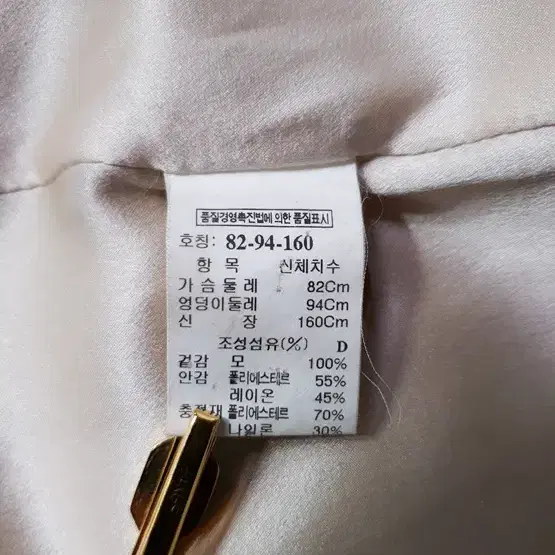 품질경영촉진법에 의한 품질표시
호칭: 82-94-160
항 목 신체치수
가슴둘레 82Cm
엉덩이둘레 94Cm
신 장 160Cm
조성섬유(%) D
겉감 모 100%
안감 폴리에스테르 55%
레이온 45%
충전재 폴리에스테르 70%
나일론 30%